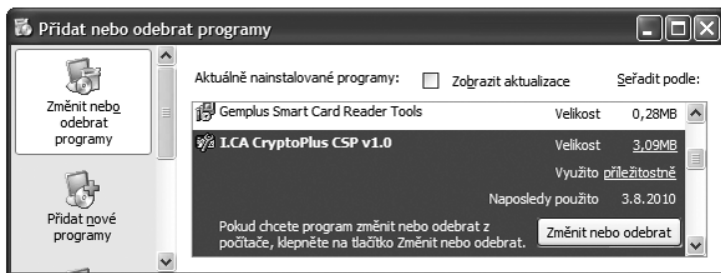 Přidat nebo odebrat programy
Změnit nebo
odebrat
programy
Přidat nové
programy
Aktuálně nainstalované programy:
Zobrazit aktualizace
Seřadit podle:
Gemplus Smart Card Reader Tools
Velikost
0,28MB
I.CA CryptoPlus CSP v1.0
Velikost
3,09MB
Využito příležitostně
Naposledy použito
3.8.2010
Pokud chcete program změnit nebo odebrat z
počítače, klepněte na tlačítko Změnit nebo odebrat.
Změnit nebo odebrat